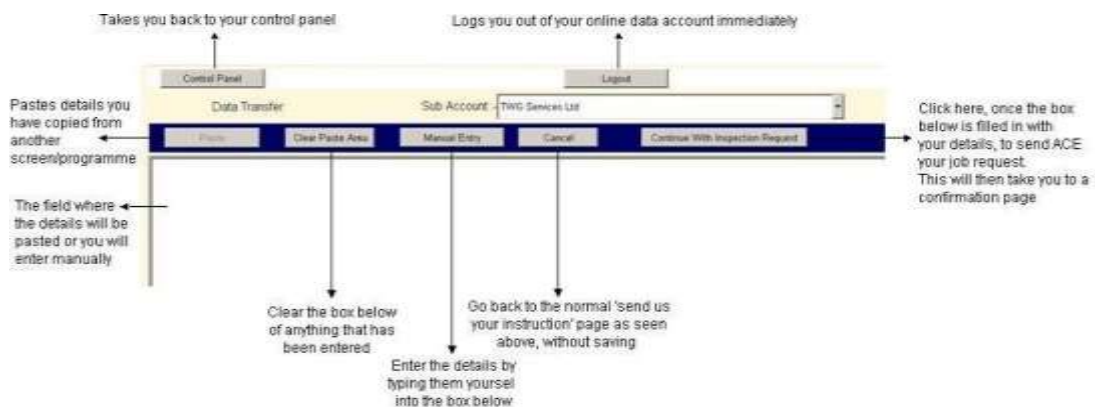 Takes you back to your control panel
Logs you out of your online data account immediately
Control Panel
Logout
Data Transfer
Sub Account -
TWG Services Ltd
Pastes details you
have copied from
another
screen/programme
Paste
Clear Paste Area
Manual Entry
Cancel
Continue With Inspection Request
Click here, once the box
below is filled in with
your details, to send ACE
your job request.
This will then take you to a
confirmation page
The field where
the details will be
pasted or you will
enter manually
Clear the box below
of anything that has
been entered
Go back to the normal 'send us
your instruction' page as seen
above, without saving
Enter the details by
typing them yoursel
into the box below